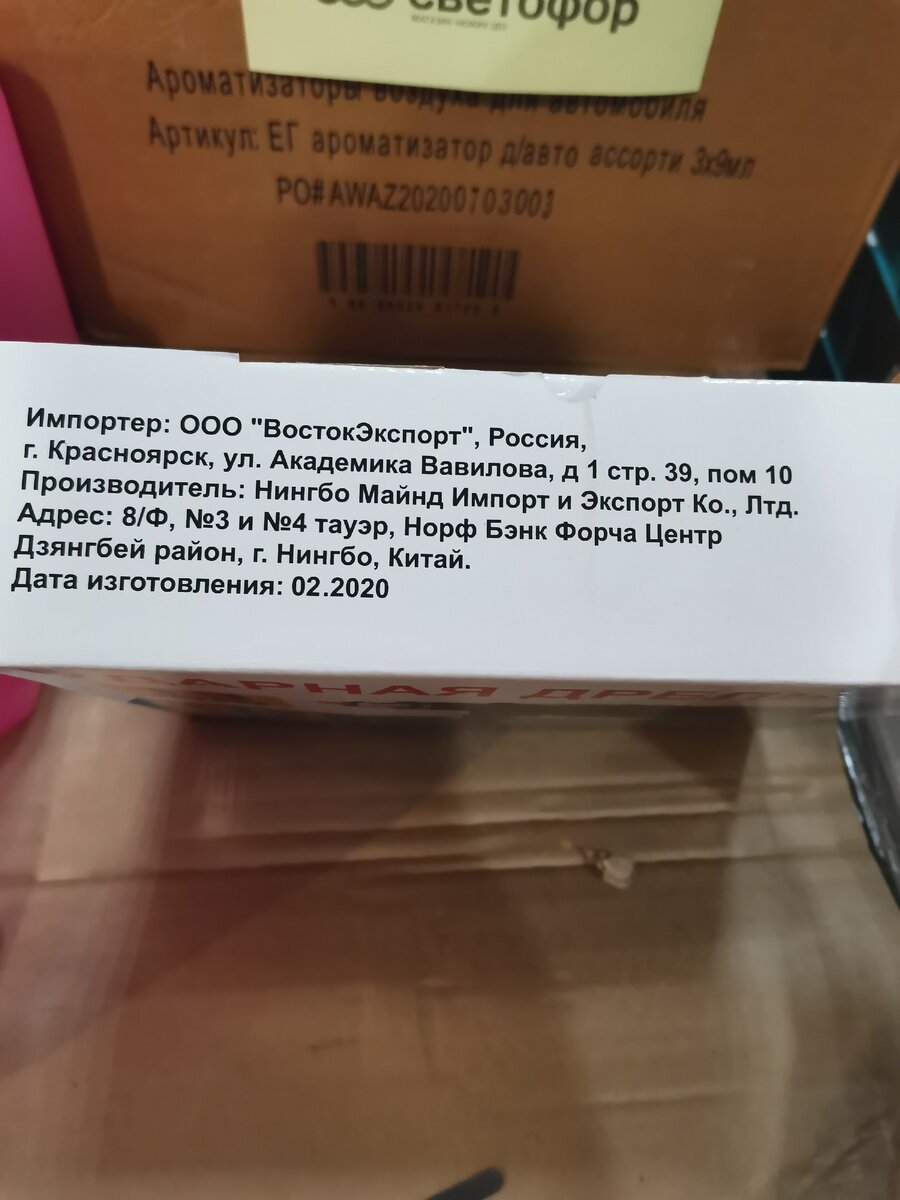 светофор
Ароматизаторы воздуха для автомобиля
Артикул: ЕГ ароматизатор д/авто ассорти 3х9мл
PO#AWAZ20200703003
Импортер: ООО "ВостокЭкспорт", Россия,
г. Красноярск, ул. Академика Вавилова, д 1 стр. 39, пом 10
Производитель: Нингбо Майнд Импорт и Экспорт Ко., Лтд.
Адрес: 8/Ф, №3 и №4 тауэр, Норф Бэнк Форча Центр
Дзянгбей район, г. Нингбо, Китай.
Дата изготовления: 02.2020
ДРЕЛЬ